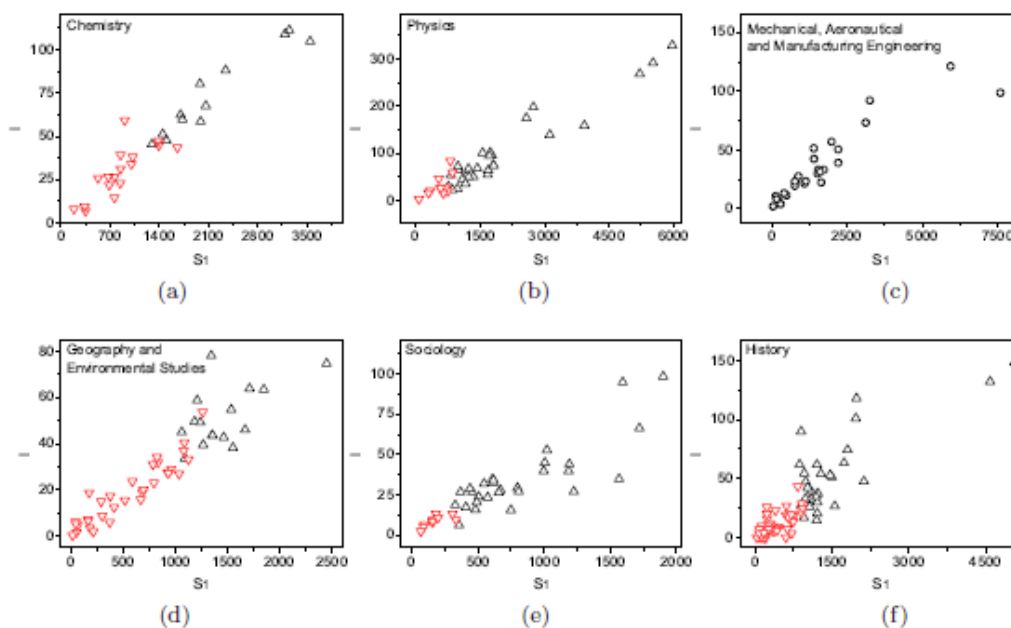 Chemistry
100
75
50
25
0
I
0 700 1400 2100 2800 3500
S1
(a)
Physics
300
200
100
0
I
0 1500 3000 4500 6000
S1
(b)
Mechanical, Aeronautical
and Manufacturing Engineering
150
100
50
0
I
0 2500 5000 7500
S1
(c)
Geography and
Environmental Studies
80
60
40
20
0
I
0 500 1000 1500 2000 2500
S1
(d)
Sociology
100
75
50
25
0
I
0 500 1000 1500 2000
S1
(e)
History
150
100
50
0
I
0 1500 3000 4500
S1
(f)